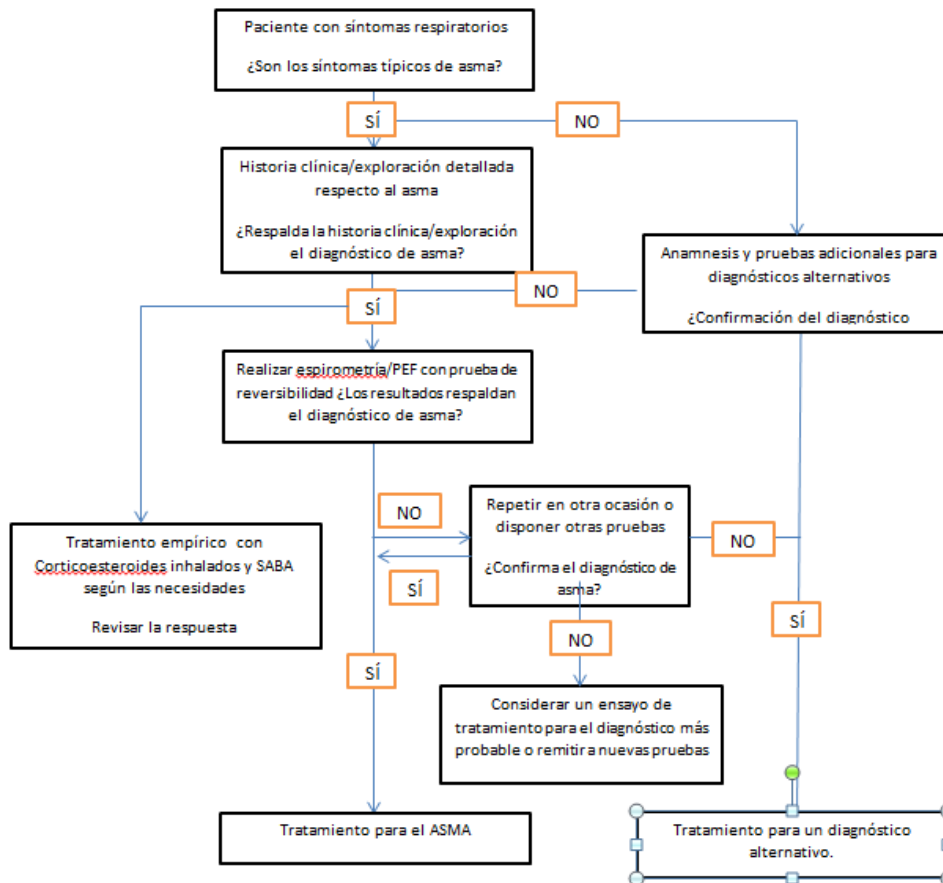 Paciente con síntomas respiratorios
¿Son los síntomas típicos de asma?
SÍ
NO
Historia clínica/exploración detallada
respecto al asma
¿Respalda la historia clínica/exploración
el diagnóstico de asma?
Anamnesis y pruebas adicionales para
diagnósticos alternativos
¿Confirmación del diagnóstico
NO
SÍ
Realizar espirometría/PEF con prueba de
reversibilidad ¿Los resultados respaldan
el diagnóstico de asma?
NO
Repetir en otra ocasión o
disponer otras pruebas
¿Confirma el diagnóstico de
asma?
NO
Tratamiento empírico con
Corticoesteroides inhalados y SABA
según las necesidades
Revisar la respuesta
SÍ
SÍ
NO
SÍ
Considerar un ensayo de
tratamiento para el diagnóstico más
probable o remitir a nuevas pruebas
Tratamiento para el ASMA
Tratamiento para un diagnóstico
alternativo.